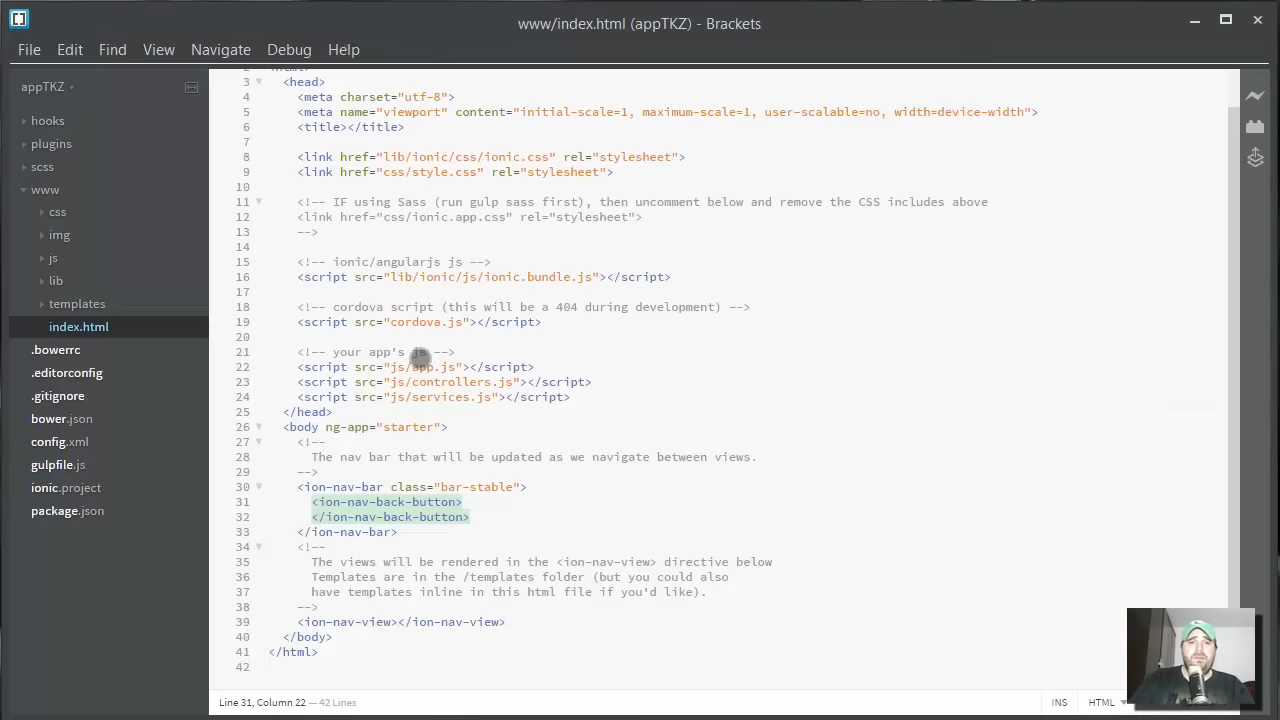 www/index.html (appTKZ) - Brackets
File Edit Find View Navigate Debug Help
appTKZ
hooks
plugins
scss
www
css
img
js
lib
templates
index.html
.bowerrc
.editorconfig
.gitignore
bower.json
config.xml
gulpfile.js
ionic.project
package.json
3 <head>
4 <meta charset="utf-8">
5 <meta name="viewport" content="initial-scale=1, maximum-scale=1, user-scalable=no, width=device-width">
6 <title></title>
7
8 <link href="lib/ionic/css/ionic.css" rel="stylesheet">
9 <link href="css/style.css" rel="stylesheet">
10
11 <!-- IF using Sass (run gulp sass first), then uncomment below and remove the CSS includes above
12 <link href="css/ionic.app.css" rel="stylesheet">
13 -->
14
15 <!-- ionic/angularjs js -->
16 <script src="lib/ionic/js/ionic.bundle.js"></script>
17
18 <!-- cordova script (this will be a 404 during development) -->
19 <script src="cordova.js"></script>
20
21 <!-- your app's js -->
22 <script src="js/app.js"></script>
23 <script src="js/controllers.js"></script>
24 <script src="js/services.js"></script>
25 </head>
26 <body ng-app="starter">
27 <!--
28 The nav bar that will be updated as we navigate between views.
29 -->
30 <ion-nav-bar class="bar-stable">
31 <ion-nav-back-button>
32 </ion-nav-back-button>
33 </ion-nav-bar>
34 <!--
35 The views will be rendered in the <ion-nav-view> directive below
36 Templates are in the /templates folder (but you could also
37 have templates inline in this html file if you'd like).
38 -->
39 <ion-nav-view></ion-nav-view>
40 </body>
41 </html>
42
Line 31, Column 22 — 42 Lines
INS HTML